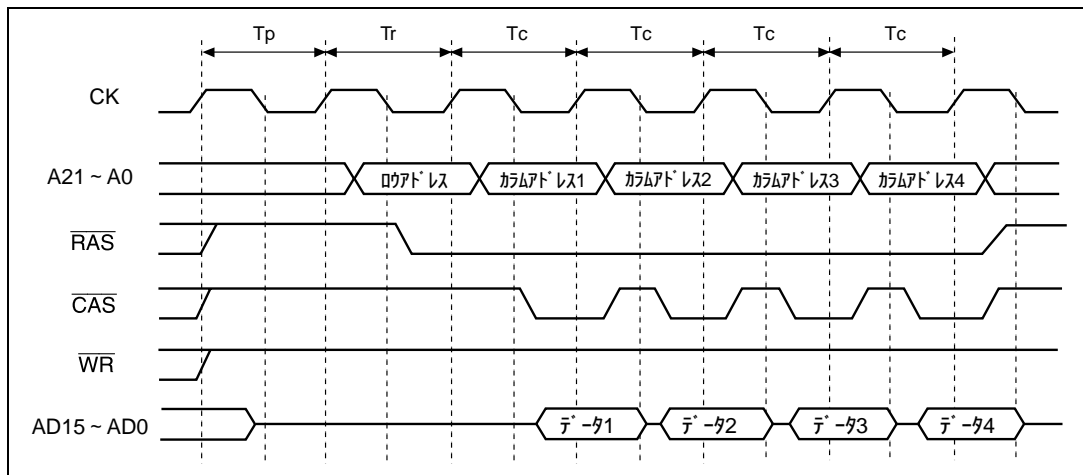 Tp Tr Tc Tc Tc Tc
CK
A21 ~ A0 ﾛｳｱﾄﾞﾚｽ ｶﾗﾑｱﾄﾞﾚｽ1 ｶﾗﾑｱﾄﾞﾚｽ2 ｶﾗﾑｱﾄﾞﾚｽ3 ｶﾗﾑｱﾄﾞﾚｽ4
RAS
CAS
WR
AD15 ~ AD0 ﾃﾞｰﾀ1 ﾃﾞｰﾀ2 ﾃﾞｰﾀ3 ﾃﾞｰﾀ4